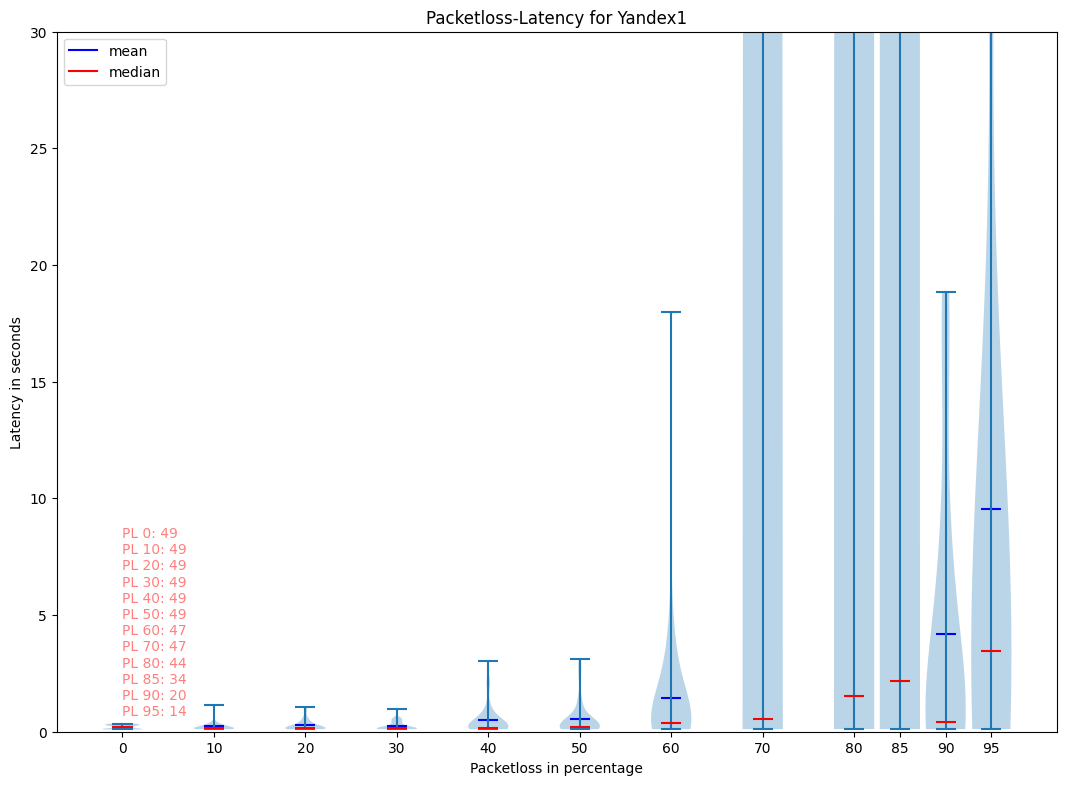 Packetloss-Latency for Yandex1
mean
median
30
25
20
15
10
5
0
Latency in seconds
PL 0: 49
PL 10: 49
PL 20: 49
PL 30: 49
PL 40: 49
PL 50: 49
PL 60: 47
PL 70: 47
PL 80: 44
PL 85: 34
PL 90: 20
PL 95: 14
0 10 20 30 40 50 60 70 80 85 90 95
Packetloss in percentage